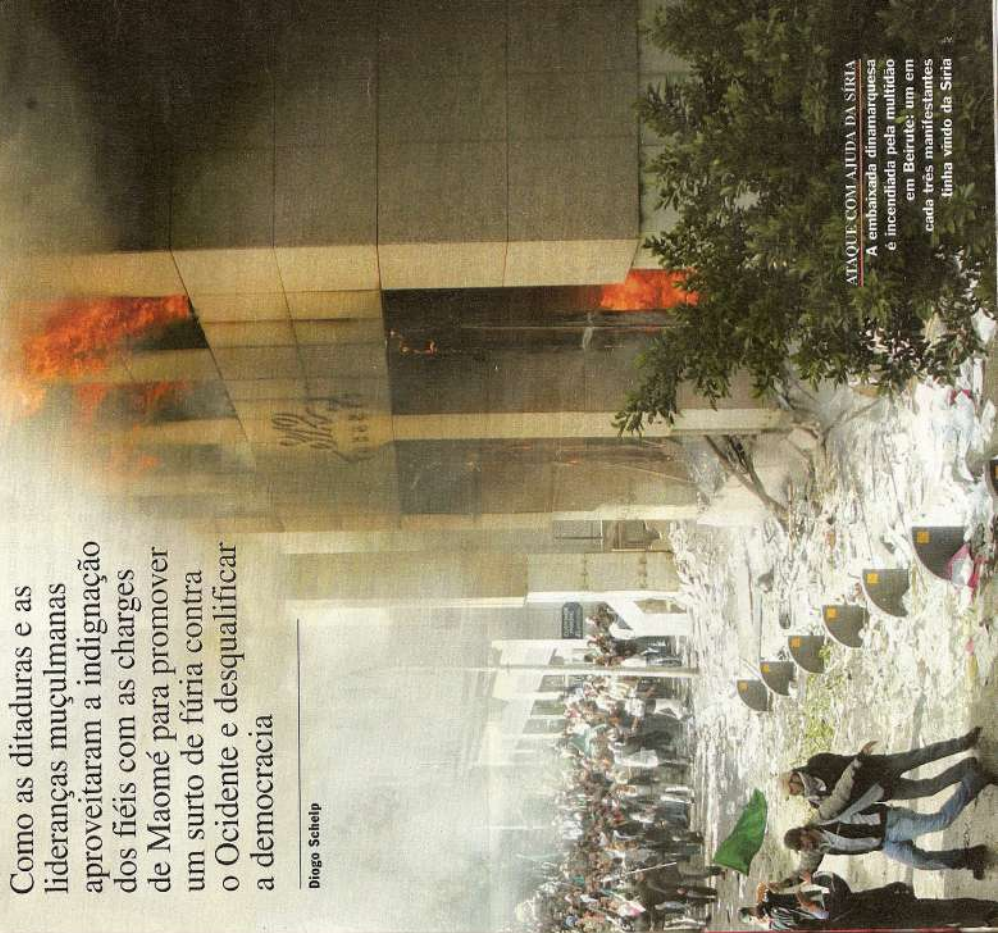 Como as ditaduras e as
lideranças muçulmanas
aproveitaram a indignação
dos fiéis com as charges
de Maomé para promover
um surto de fúria contra
o Ocidente e desqualificar
a democracia
Diogo Schelp
ATAQUE COM AJUDA DA SÍRIA
A embaixada dinamarquesa
é incendiada pela multidão
em Beirute: um em
cada três manifestantes
tinha vindo da Síria